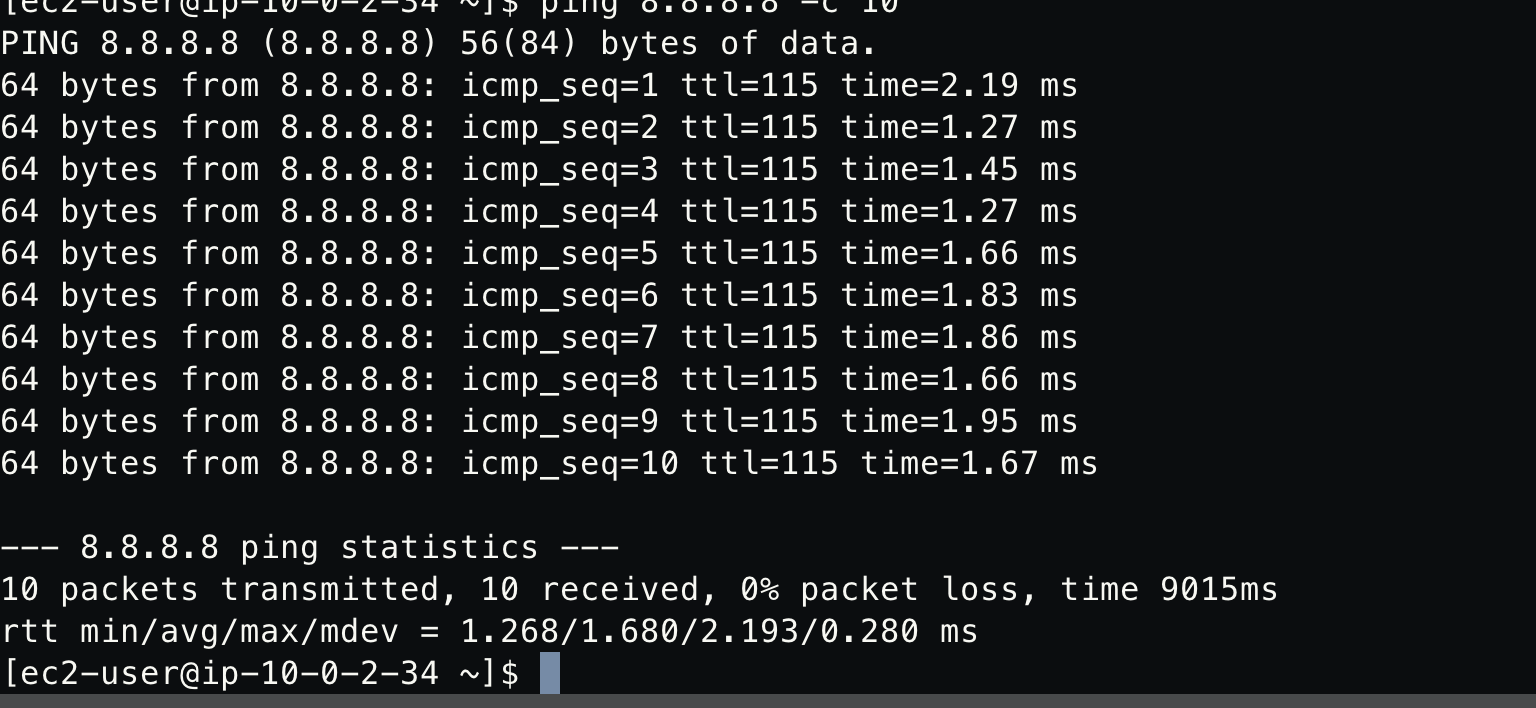 [ec2-user@ip-10-0-2-34 ~]$ ping 8.8.8.8 -c 10
PING 8.8.8.8 (8.8.8.8) 56(84) bytes of data.
64 bytes from 8.8.8.8: icmp_seq=1 ttl=115 time=2.19 ms
64 bytes from 8.8.8.8: icmp_seq=2 ttl=115 time=1.27 ms
64 bytes from 8.8.8.8: icmp_seq=3 ttl=115 time=1.45 ms
64 bytes from 8.8.8.8: icmp_seq=4 ttl=115 time=1.27 ms
64 bytes from 8.8.8.8: icmp_seq=5 ttl=115 time=1.66 ms
64 bytes from 8.8.8.8: icmp_seq=6 ttl=115 time=1.83 ms
64 bytes from 8.8.8.8: icmp_seq=7 ttl=115 time=1.86 ms
64 bytes from 8.8.8.8: icmp_seq=8 ttl=115 time=1.66 ms
64 bytes from 8.8.8.8: icmp_seq=9 ttl=115 time=1.95 ms
64 bytes from 8.8.8.8: icmp_seq=10 ttl=115 time=1.67 ms

--- 8.8.8.8 ping statistics ---
10 packets transmitted, 10 received, 0% packet loss, time 9015ms
rtt min/avg/max/mdev = 1.268/1.680/2.193/0.280 ms
[ec2-user@ip-10-0-2-34 ~]$